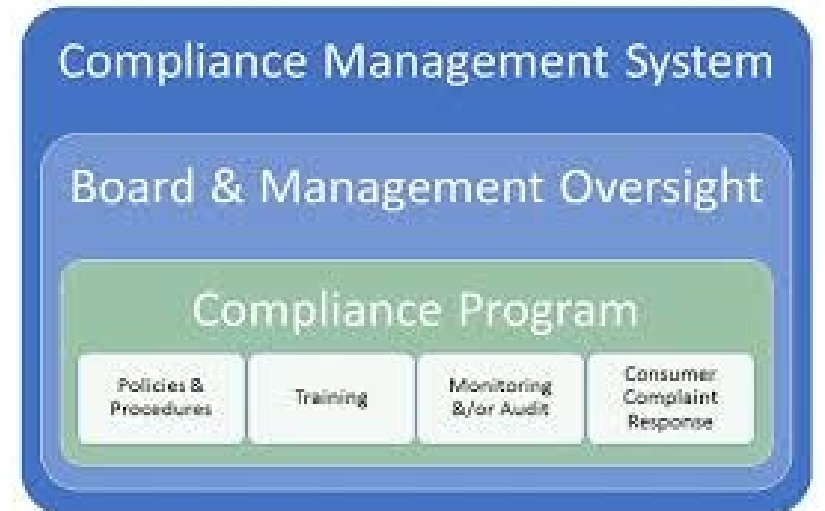 Compliance Management System
Board & Management Oversight
Compliance Program
Policies &
Procedures
Training
Monitoring
&/or Audit
Consumer
Complaint
Response